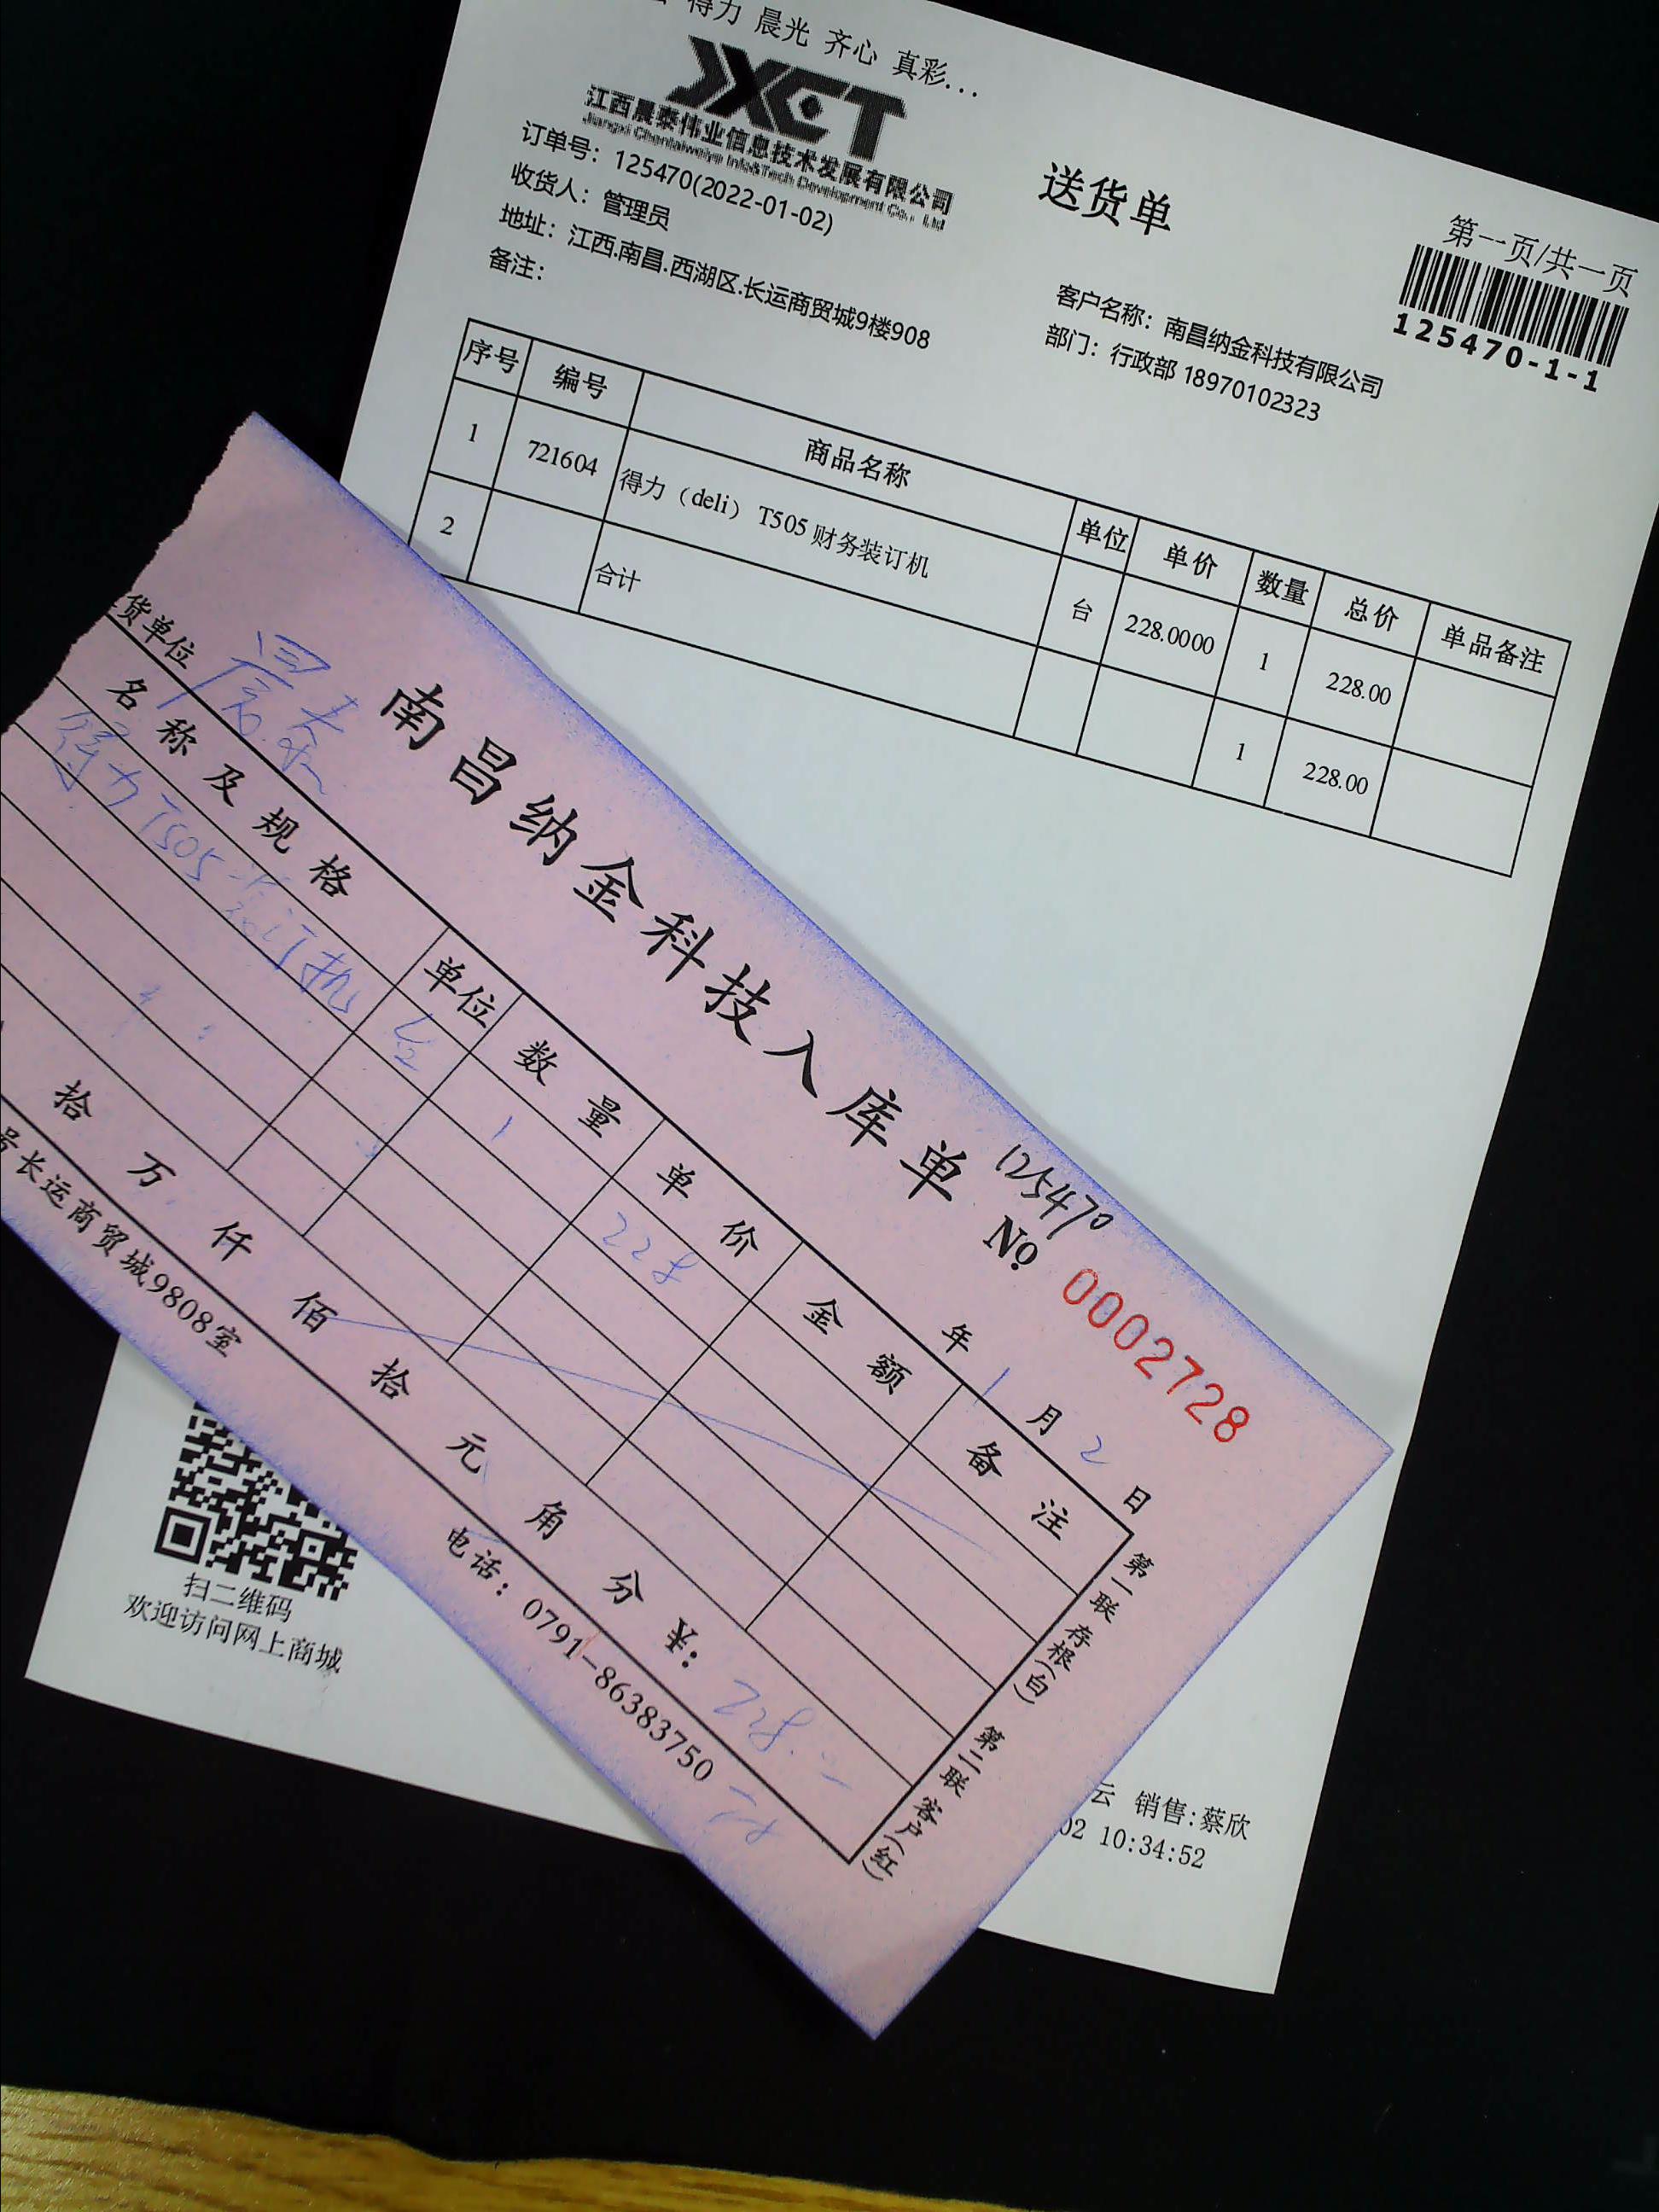 得力 晨光 齐心 真彩...
JXCT
江西晨泰伟业信息技术发展有限公司
Jiangxi Chentaiweiye Info&Tech Development Co., Ltd
送货单
第一页/共一页
订单号：125470(2022-01-02)
125470-1-1
收货人：管理员
客户名称：南昌纳金科技有限公司
地址：江西.南昌.西湖区.长运商贸城9楼908
部门：行政部 18970102323
备注：
序号 编号 商品名称 单位 单价 数量 总价 单品备注
1 721604 得力（deli） T505 财务装订机 台 228.0000 1 228.00
2 合计 1 228.00
扫二维码
欢迎访问网上商城
云 销售:蔡欣
02 10:34:52
南昌纳金科技入库单
125470
№ 0002728
货单位 晨泰
年 1 月 2 日
名称及规格 单位 数量 单价 金额 备注
得力T505 装订机 台 1 228
拾 万 仟 佰 拾 元 角 分 ¥: 228.
号长运商贸城9808室
电话：0791-86383750
第一联 存根(白) 第二联 客户(红)